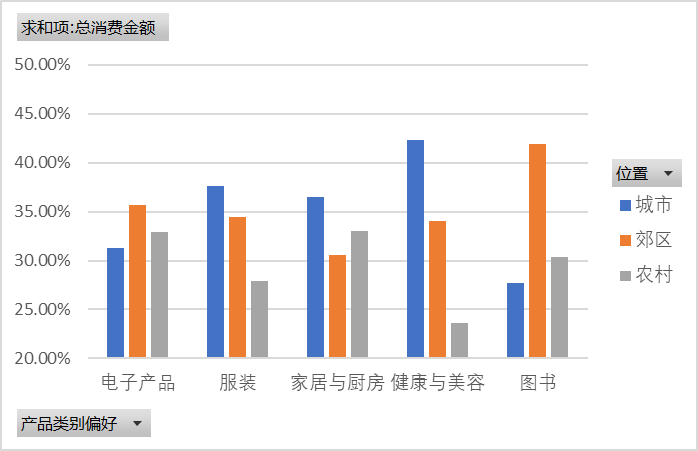 求和项:总消费金额
50.00%
45.00%
40.00%
35.00%
30.00%
25.00%
20.00%
电子产品 服装 家居与厨房 健康与美容 图书
位置
城市
郊区
农村
产品类别偏好